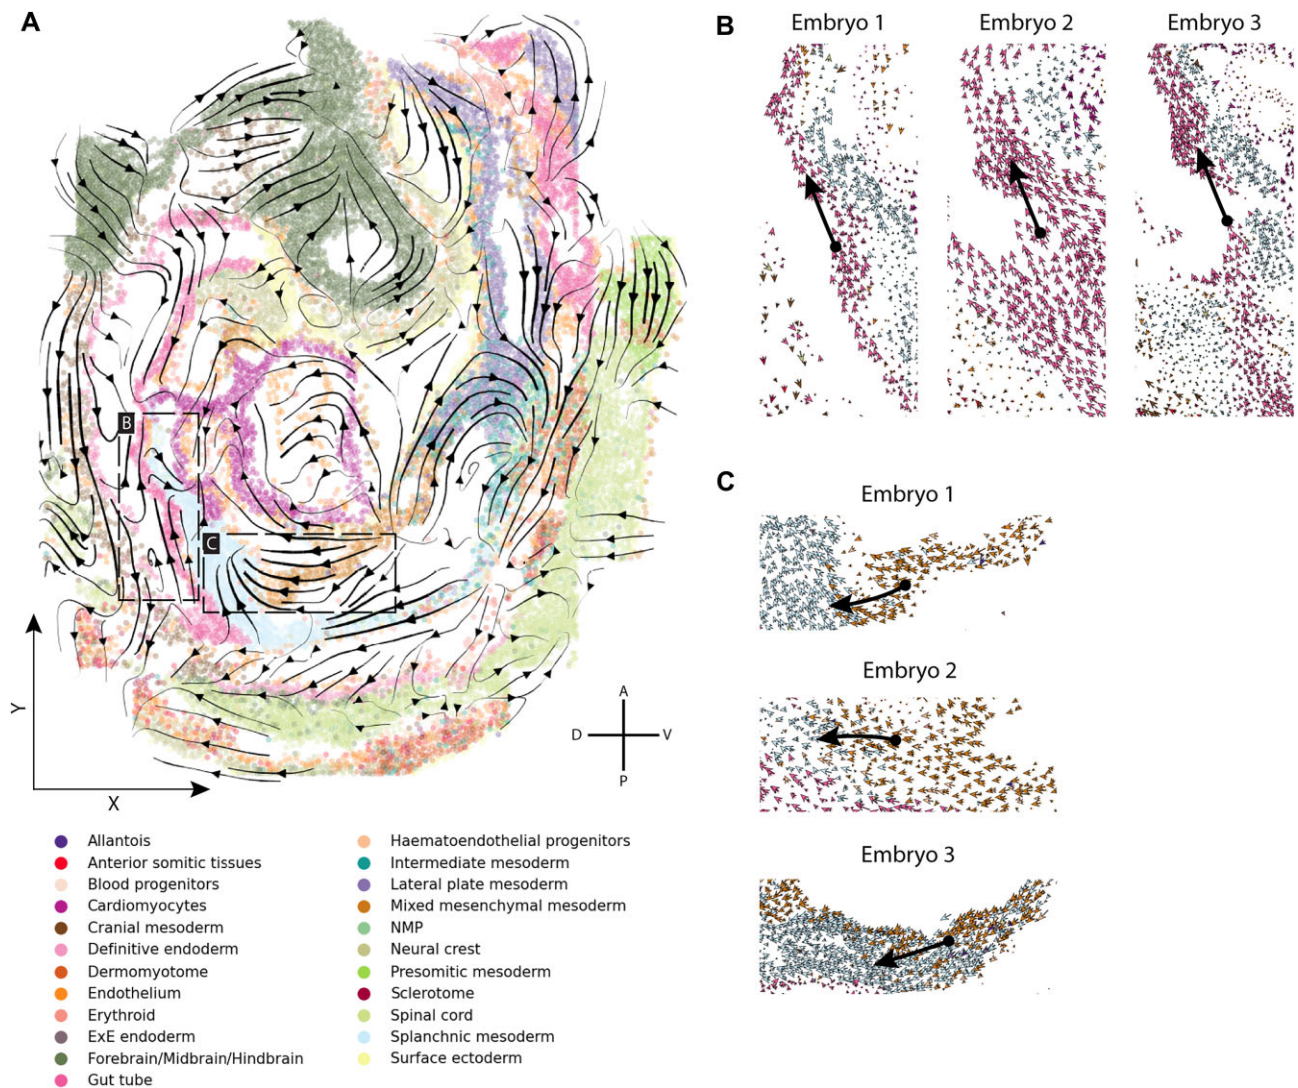 A
B
Embryo 1
Embryo 2
Embryo 3
B
C
C
Embryo 1
Embryo 2
Embryo 3
Y
X
A
D
V
P
Allantois
Anterior somitic tissues
Blood progenitors
Cardiomyocytes
Cranial mesoderm
Definitive endoderm
Dermomyotome
Endothelium
Erythroid
ExE endoderm
Forebrain/Midbrain/Hindbrain
Gut tube
Haematoendothelial progenitors
Intermediate mesoderm
Lateral plate mesoderm
Mixed mesenchymal mesoderm
NMP
Neural crest
Presomitic mesoderm
Sclerotome
Spinal cord
Splanchnic mesoderm
Surface ectoderm